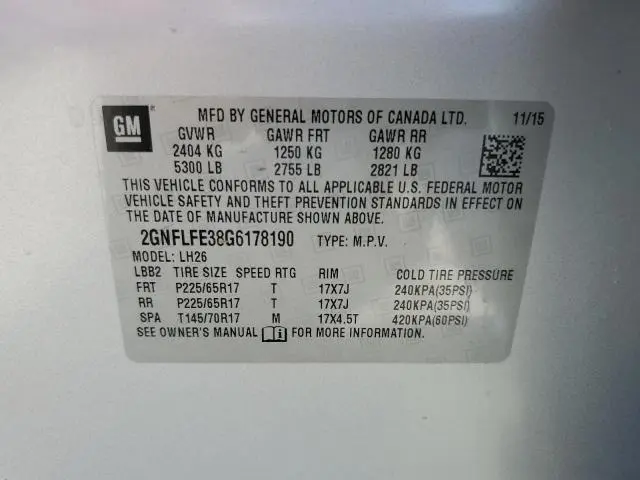 GM ® MFD BY GENERAL MOTORS OF CANADA LTD. 11/15
GVWR GAWR FRT GAWR RR
2404 KG 1250 KG 1280 KG
5300 LB 2755 LB 2821 LB
THIS VEHICLE CONFORMS TO ALL APPLICABLE U.S. FEDERAL MOTOR
VEHICLE SAFETY AND THEFT PREVENTION STANDARDS IN EFFECT ON
THE DATE OF MANUFACTURE SHOWN ABOVE.
2GNFLFE38G6178190 TYPE: M.P.V.
MODEL: LH26
LBB2 TIRE SIZE SPEED RTG RIM COLD TIRE PRESSURE
FRT P225/65R17 T 17X7J 240KPA(35PSI)
RR P225/65R17 T 17X7J 240KPA(35PSI)
SPA T145/70R17 M 17X4.5T 420KPA(60PSI)
SEE OWNER'S MANUAL FOR MORE INFORMATION.